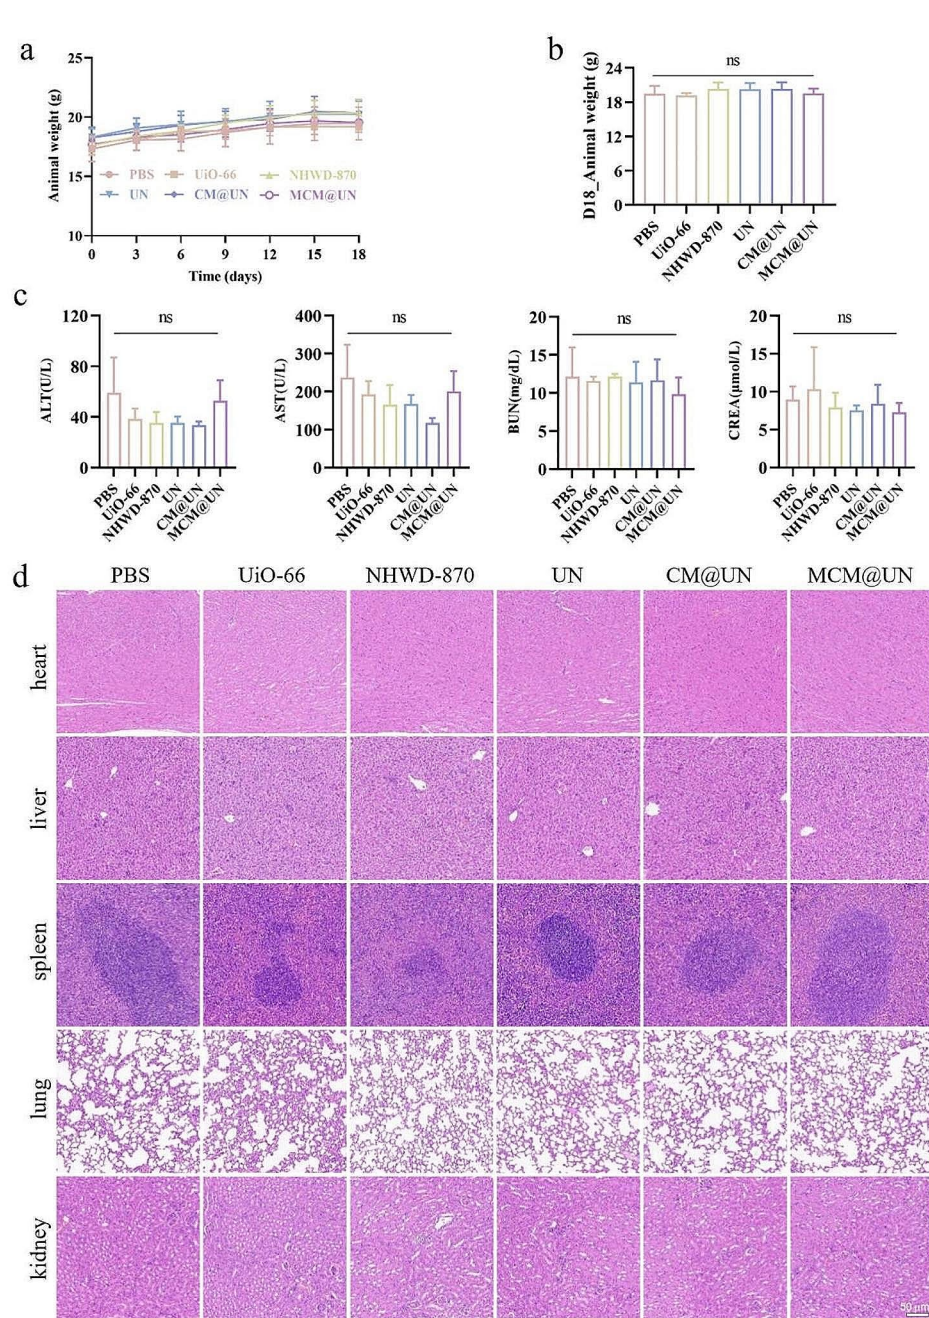 a
25
20
15
10
Animal weight (g)
PBS UiO-66 NHWD-870
UN CM@UN MCM@UN
0 3 6 9 12 15 18
Time (days)
b
ns
24
18
12
6
0
D18_Animal weight (g)
PBS UiO-66 NHWD-870 UN CM@UN MCM@UN
c
ns
120
80
40
0
ALT(U/L)
PBS UiO-66 NHWD-870 UN CM@UN MCM@UN
ns
400
300
200
100
0
AST(U/L)
PBS UiO-66 NHWD-870 UN CM@UN MCM@UN
ns
20
15
10
5
0
BUN(mg/dL)
PBS UiO-66 NHWD-870 UN CM@UN MCM@UN
ns
20
15
10
5
0
CREA(μmol/L)
PBS UiO-66 NHWD-870 UN CM@UN MCM@UN
d
PBS UiO-66 NHWD-870 UN CM@UN MCM@UN
heart
liver
spleen
lung
kidney
50 μm